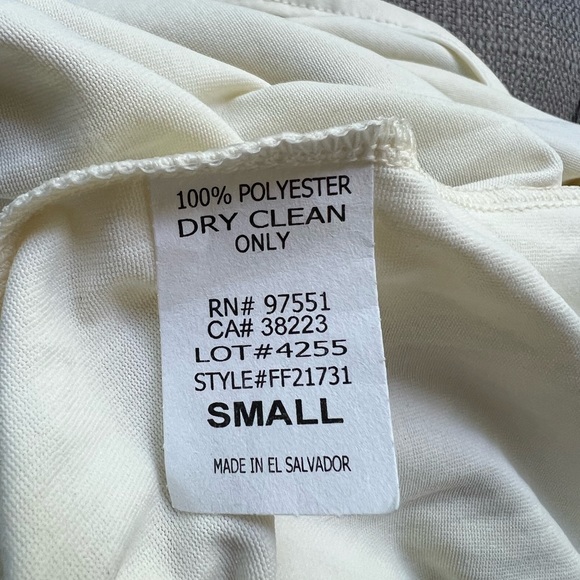 100% POLYESTER
DRY CLEAN
ONLY
RN# 97551
CA# 38223
LOT#4255
STYLE#FF21731
SMALL
MADE IN EL SALVADOR